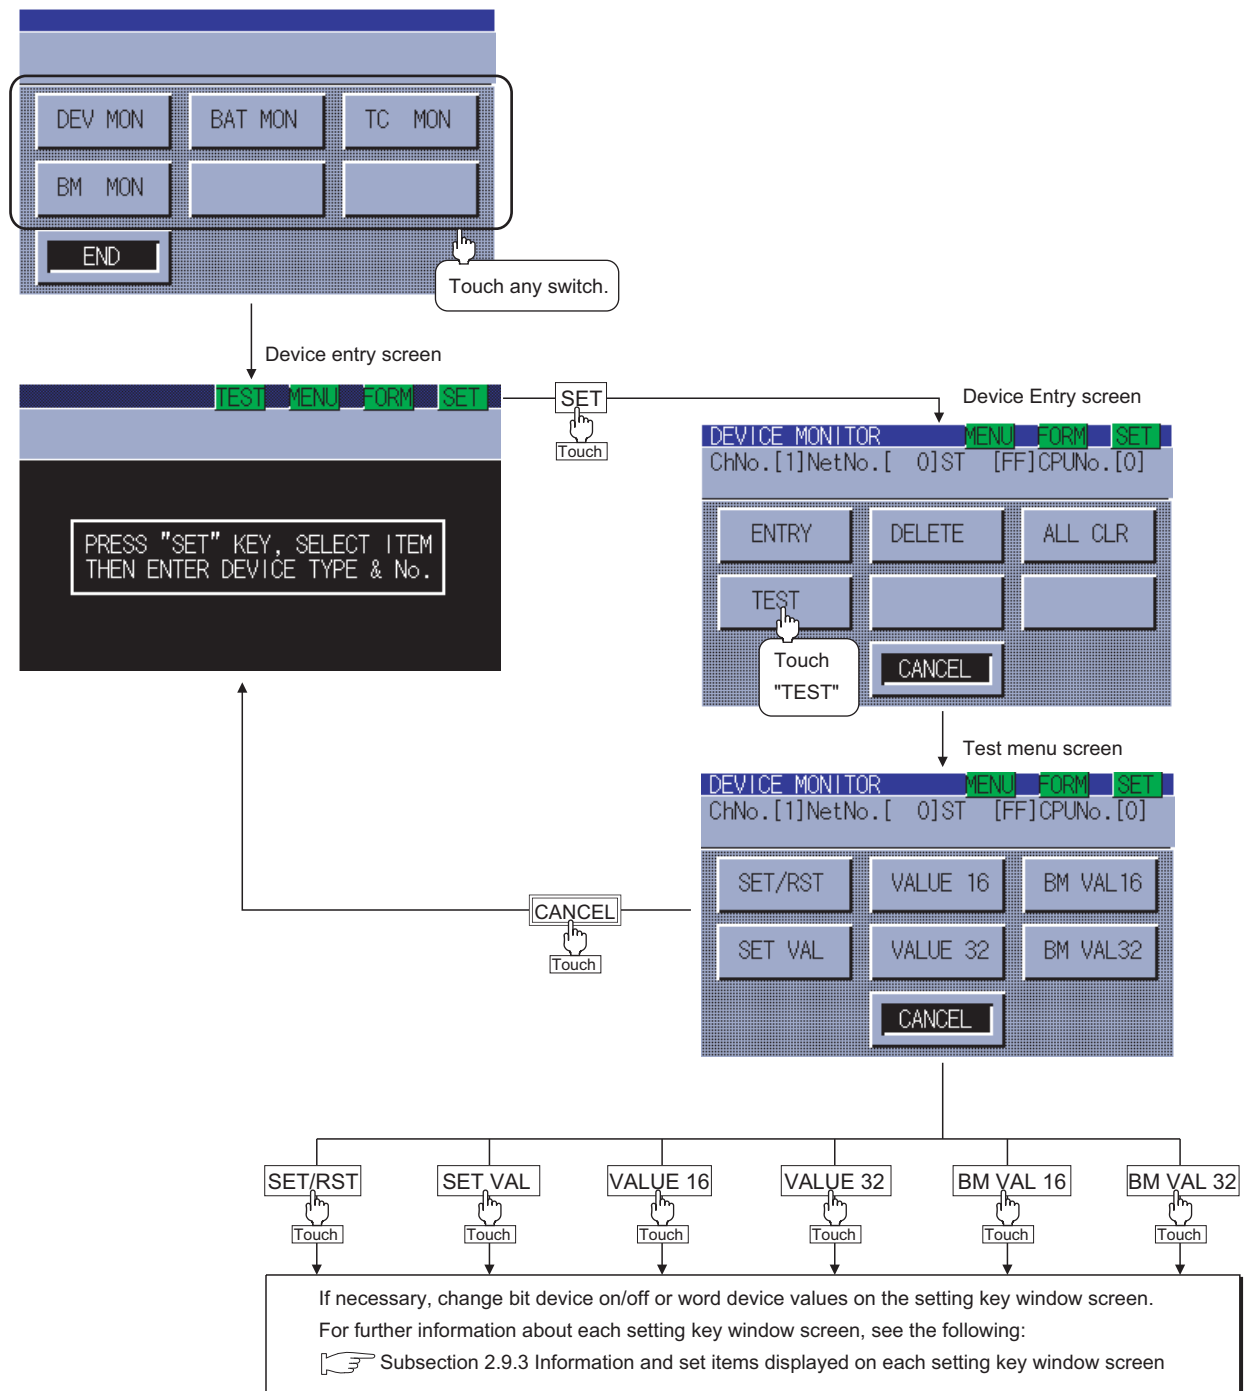 DEV MON BAT MON TC MON
BM MON
END
Touch any switch.
Device entry screen
TEST MENU FORM SET
PRESS "SET" KEY, SELECT ITEM
THEN ENTER DEVICE TYPE & No.
SET
Touch
Device Entry screen
DEVICE MONITOR MENU FORM SET
ChNo.[1]NetNo.[ 0]ST [FF]CPUNo.[0]
ENTRY DELETE ALL CLR
TEST
Touch
"TEST"
CANCEL
Test menu screen
DEVICE MONITOR MENU FORM SET
ChNo.[1]NetNo.[ 0]ST [FF]CPUNo.[0]
SET/RST VALUE 16 BM VAL16
SET VAL VALUE 32 BM VAL32
CANCEL
CANCEL
Touch
SET/RST SET VAL VALUE 16 VALUE 32 BM VAL 16 BM VAL 32
Touch Touch Touch Touch Touch Touch
If necessary, change bit device on/off or word device values on the setting key window screen.
For further information about each setting key window screen, see the following:
Subsection 2.9.3 Information and set items displayed on each setting key window screen